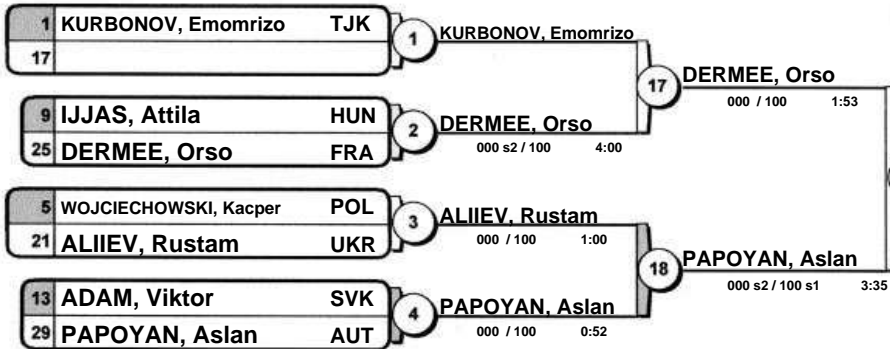 1 KURBONOV, Emomrizo TJK
17
1
KURBONOV, Emomrizo
9 IJJAS, Attila HUN
25 DERMEE, Orso FRA
2
DERMEE, Orso
000 s2 / 100 4:00
17
DERMEE, Orso
000 / 100 1:53
5 WOJCIECHOWSKI, Kacper POL
21 ALIIEV, Rustam UKR
3
ALIIEV, Rustam
000 / 100 1:00
13 ADAM, Viktor SVK
29 PAPOYAN, Aslan AUT
4
PAPOYAN, Aslan
000 / 100 0:52
18
PAPOYAN, Aslan
000 s2 / 100 s1 3:35